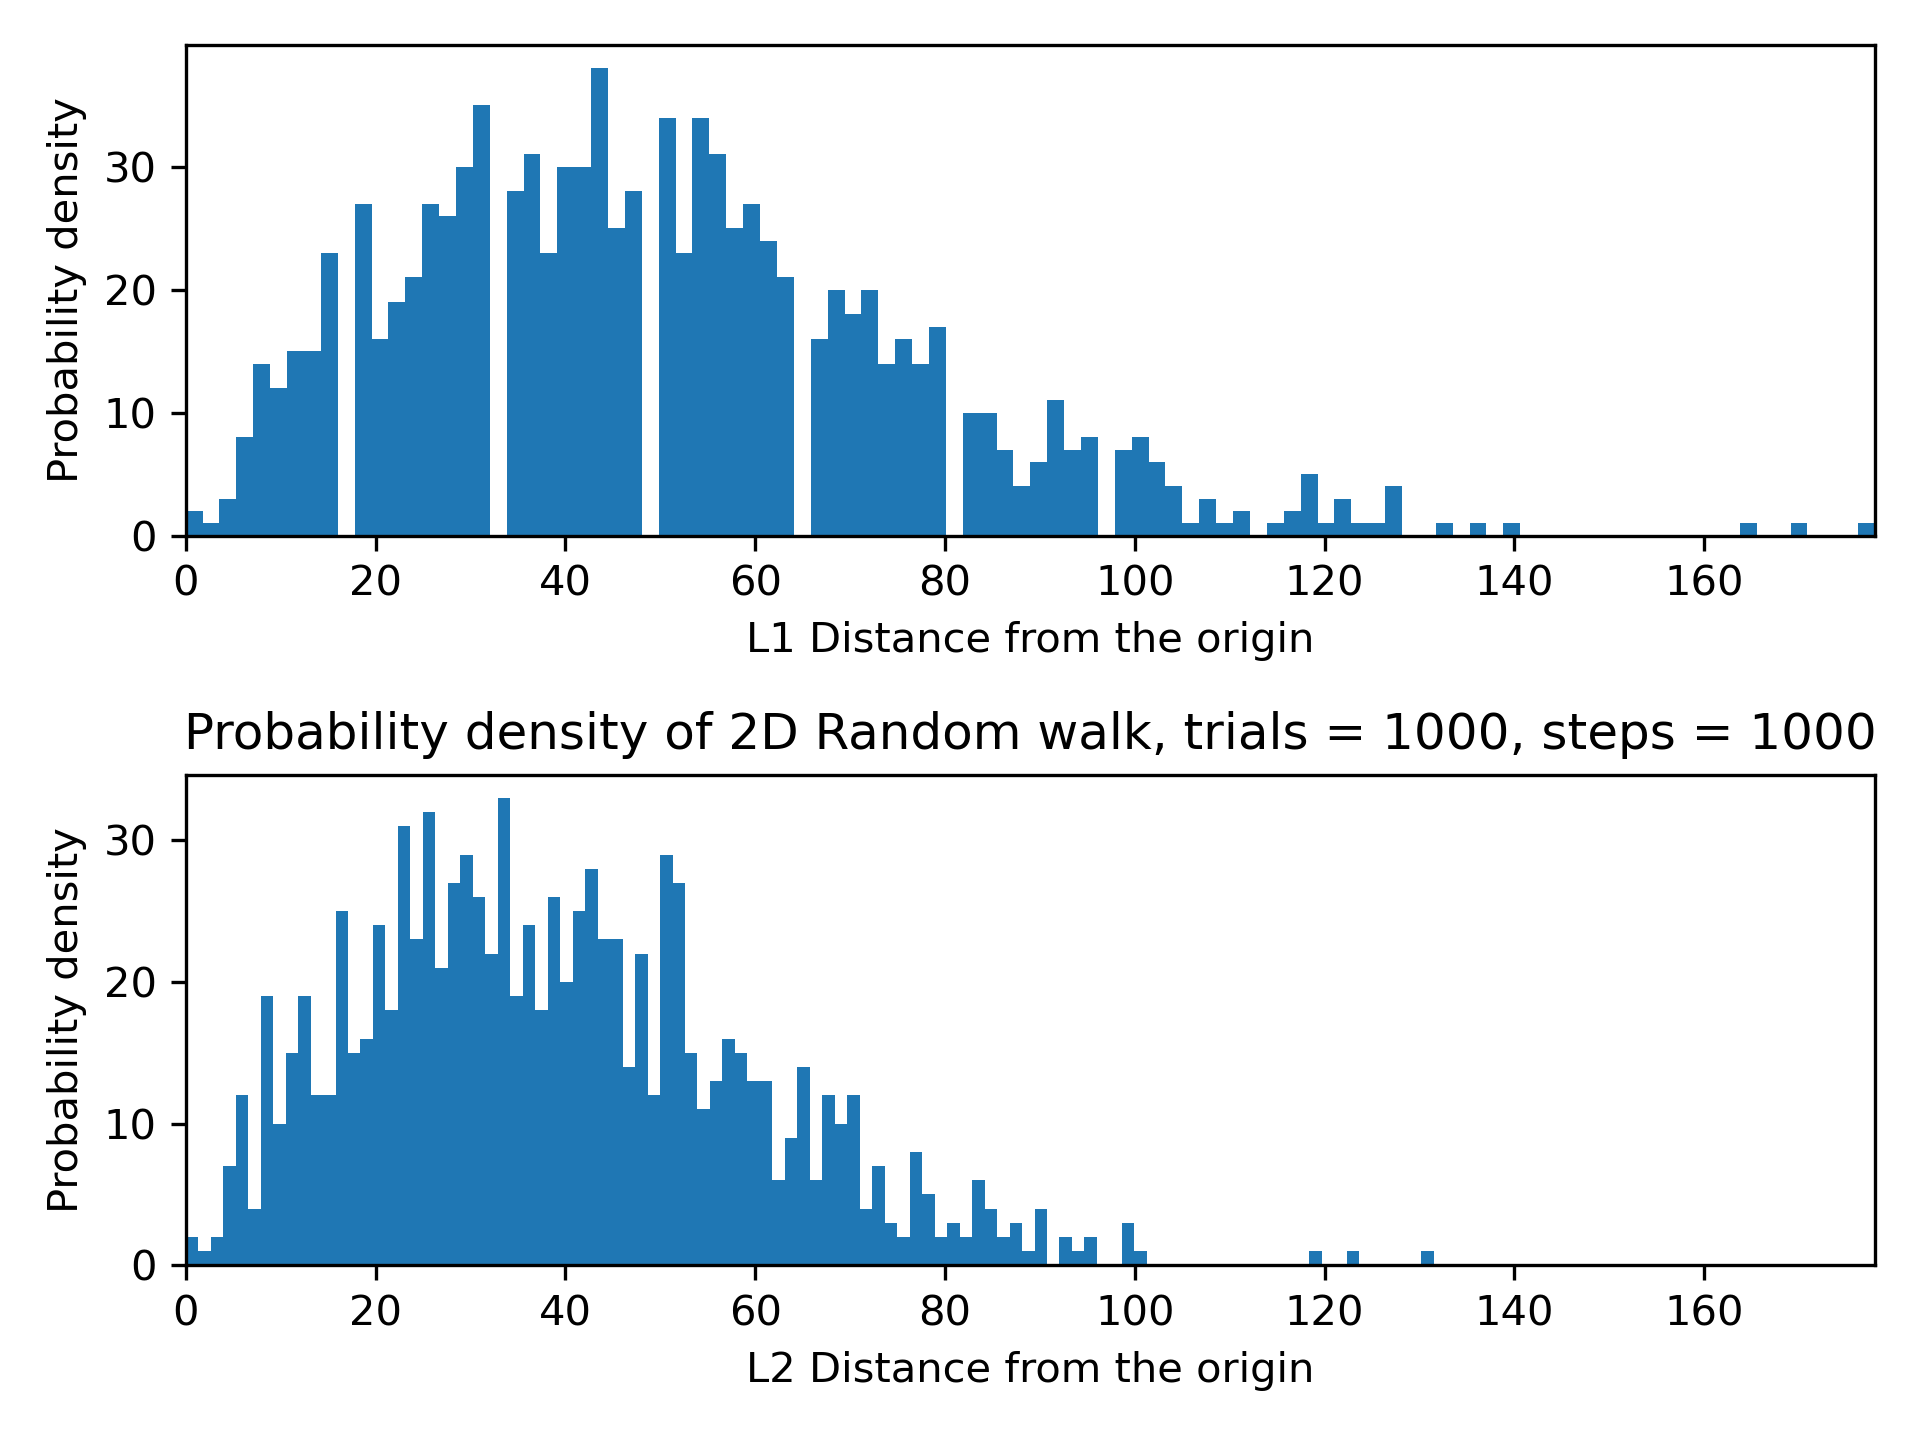 Probability density
30
20
10
0
0 20 40 60 80 100 120 140 160
L1 Distance from the origin
Probability density of 2D Random walk, trials = 1000, steps = 1000
Probability density
30
20
10
0
0 20 40 60 80 100 120 140 160
L2 Distance from the origin